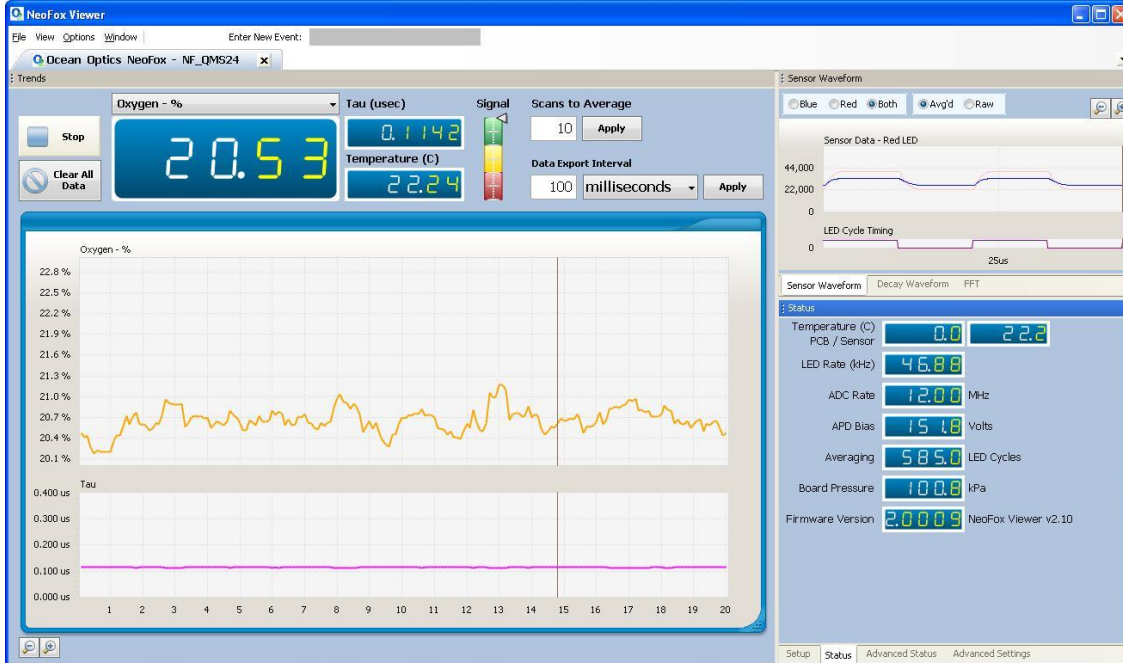 NeoFox Viewer
File View Options Window Enter New Event:
Ocean Optics NeoFox - NF_QMS24 x
Trends
Oxygen - %
20.53
Stop
Clear All
Data
Tau (usec)
0.1142
Temperature (C)
22.24
Signal
Scans to Average
10 Apply
Data Export Interval
100 milliseconds Apply
Oxygen - %
22.8 %
22.5 %
22.2 %
21.9 %
21.6 %
21.3 %
21.0 %
20.7 %
20.4 %
20.1 %
Tau
0.400 us
0.300 us
0.200 us
0.100 us
0.000 us
1 2 3 4 5 6 7 8 9 10 11 12 13 14 15 16 17 18 19 20
Sensor Waveform
Blue Red Both Avg'd Raw
Sensor Data - Red LED
44,000
22,000
0
LED Cycle Timing
0
25us
Sensor Waveform Decay Waveform FFT
Status
Temperature (C)
PCB / Sensor 0.0 22.2
LED Rate (kHz) 46.88
ADC Rate 12.00 MHz
APD Bias 151.8 Volts
Averaging 585.0 LED Cycles
Board Pressure 100.8 kPa
Firmware Version 2.0009 NeoFox Viewer v2.10
Setup Status Advanced Status Advanced Settings